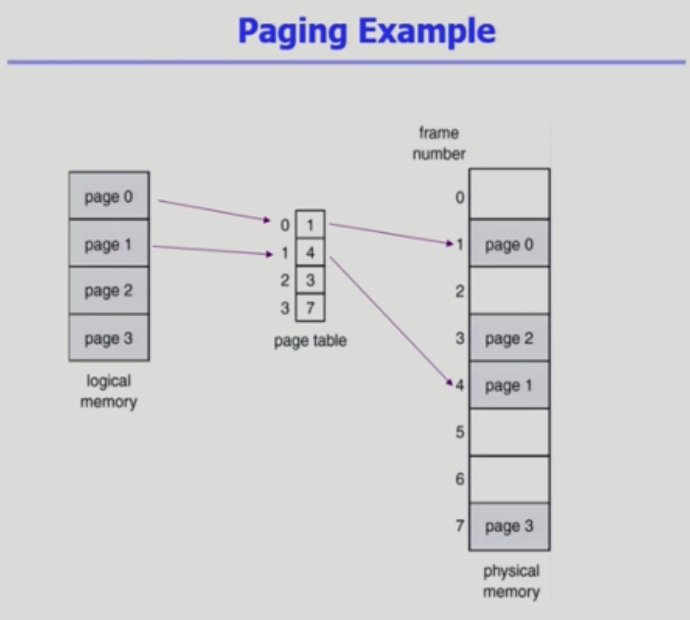 Paging Example
frame
number
page 0
page 1
page 2
page 3
logical
memory
0 1
1 4
2 3
3 7
page table
0
1 page 0
2
3 page 2
4 page 1
5
6
7 page 3
physical
memory